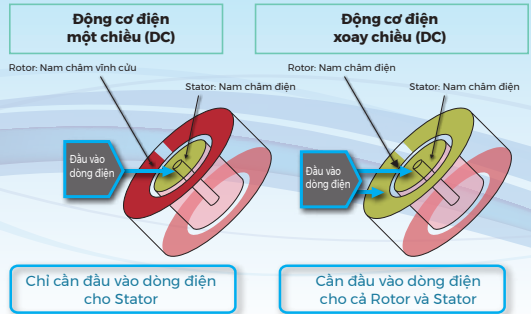 Động cơ điện
một chiều (DC)
Rotor: Nam châm vĩnh cửu
Stator: Nam châm điện
Đầu vào
dòng điện
Chỉ cần đầu vào dòng điện
cho Stator
Động cơ điện
xoay chiều (DC)
Rotor: Nam châm điện
Stator: Nam châm điện
Đầu vào
dòng điện
Cần đầu vào dòng điện
cho cả Rotor và Stator